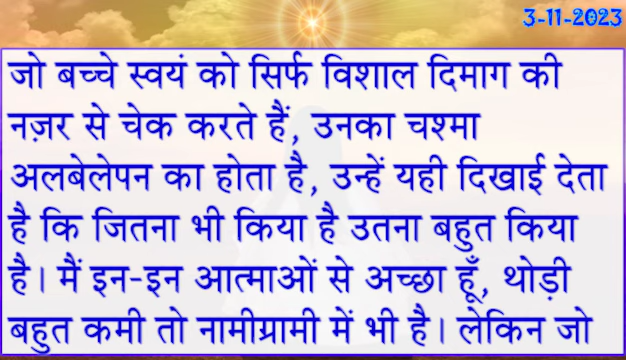 3-11-2023
जो बच्चे स्वयं को सिर्फ विशाल दिमाग की
नज़र से चेक करते हैं, उनका चश्मा
अलबेलेपन का होता है, उन्हें यही दिखाई देता
है कि जितना भी किया है उतना बहुत किया
है। मैं इन-इन आत्माओं से अच्छा हूँ, थोड़ी
बहुत कमी तो नामीग्रामी में भी है। लेकिन जो